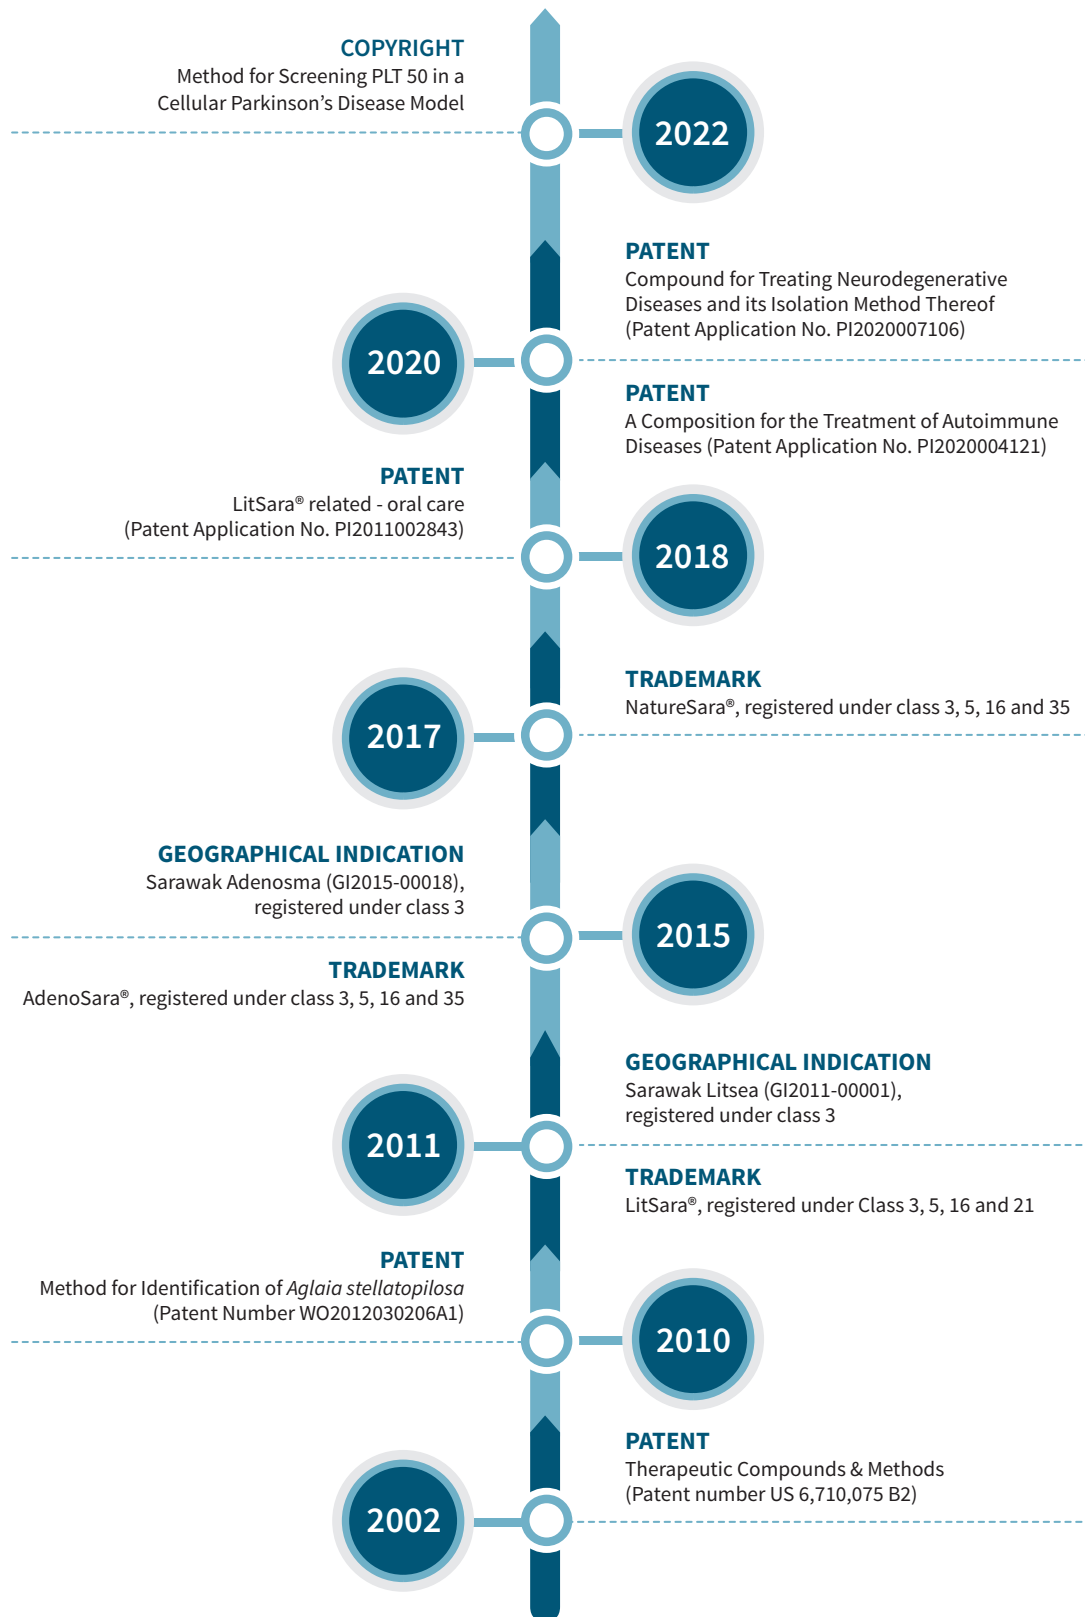 COPYRIGHT
Method for Screening PLT 50 in a
Cellular Parkinson's Disease Model
2022
PATENT
Compound for Treating Neurodegenerative
Diseases and its Isolation Method Thereof
(Patent Application No. PI2020007106)
2020
PATENT
A Composition for the Treatment of Autoimmune
Diseases (Patent Application No. PI2020004121)
PATENT
LitSara® related - oral care
(Patent Application No. PI2011002843)
2018
TRADEMARK
NatureSara®, registered under class 3, 5, 16 and 35
2017
GEOGRAPHICAL INDICATION
Sarawak Adenosma (GI2015-00018),
registered under class 3
2015
TRADEMARK
AdenoSara®, registered under class 3, 5, 16 and 35
GEOGRAPHICAL INDICATION
Sarawak Litsea (GI2011-00001),
registered under class 3
2011
TRADEMARK
LitSara®, registered under Class 3, 5, 16 and 21
PATENT
Method for Identification of Aglaia stellatopilosa
(Patent Number WO2012030206A1)
2010
PATENT
Therapeutic Compounds & Methods
(Patent number US 6,710,075 B2)
2002